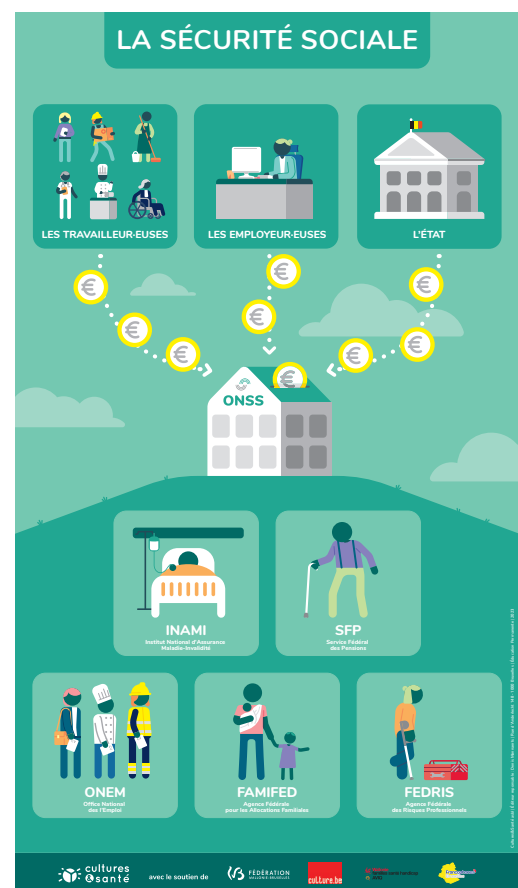 LA SÉCURITÉ SOCIALE
LES TRAVAILLEUR·EUSES
LES EMPLOYEUR·EUSES
L'ÉTAT
€
€
€
€
€
€
€
€
€
ONSS
INAMI
Institut National d'Assurance
Maladie-Invalidité
SFP
Service Fédéral
des Pensions
ONEM
Office National
de l'Emploi
FAMIFED
Agence Fédérale
pour les Allocations Familiales
FEDRIS
Agence Fédérale
des Risques Professionnels
cultures
&santé
avec le soutien de
FÉDÉRATION
WALLONIE-BRUXELLES
culture.be